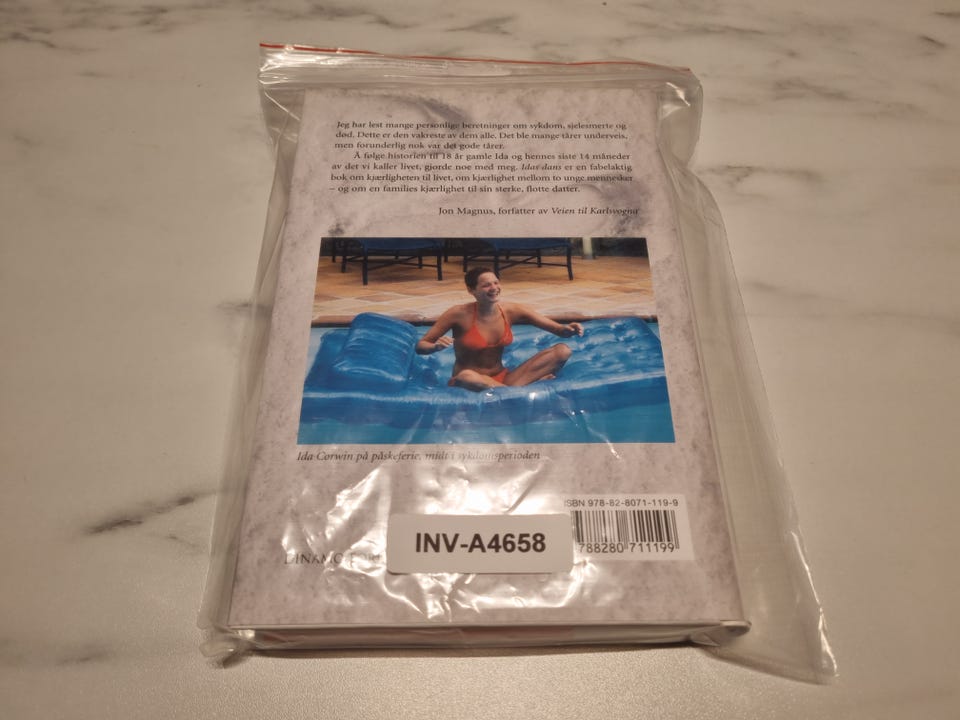 Jeg har lest mange personlige beretninger om sykdom, sjelesmerte og
død. Dette er den vakreste av dem alle. Det ble mange tårer underveis,
men forunderlig nok var det gode tårer.
Å følge historien til 18 år gamle Ida og hennes siste 14 måneder
av det vi kaller livet, gjorde noe med meg. Idas dans er en fabelaktig
bok om kjærligheten til livet, om kjærlighet mellom to unge mennesker
– og om en families kjærlighet til sin sterke, flotte datter.
Jon Magnus, forfatter av Veien til Karlsvogna
Ida Corwin på påskeferie, midt i sykdomsperioden
ISBN 978-82-8071-119-9
788280 711199
INV-A4658
DINAMO